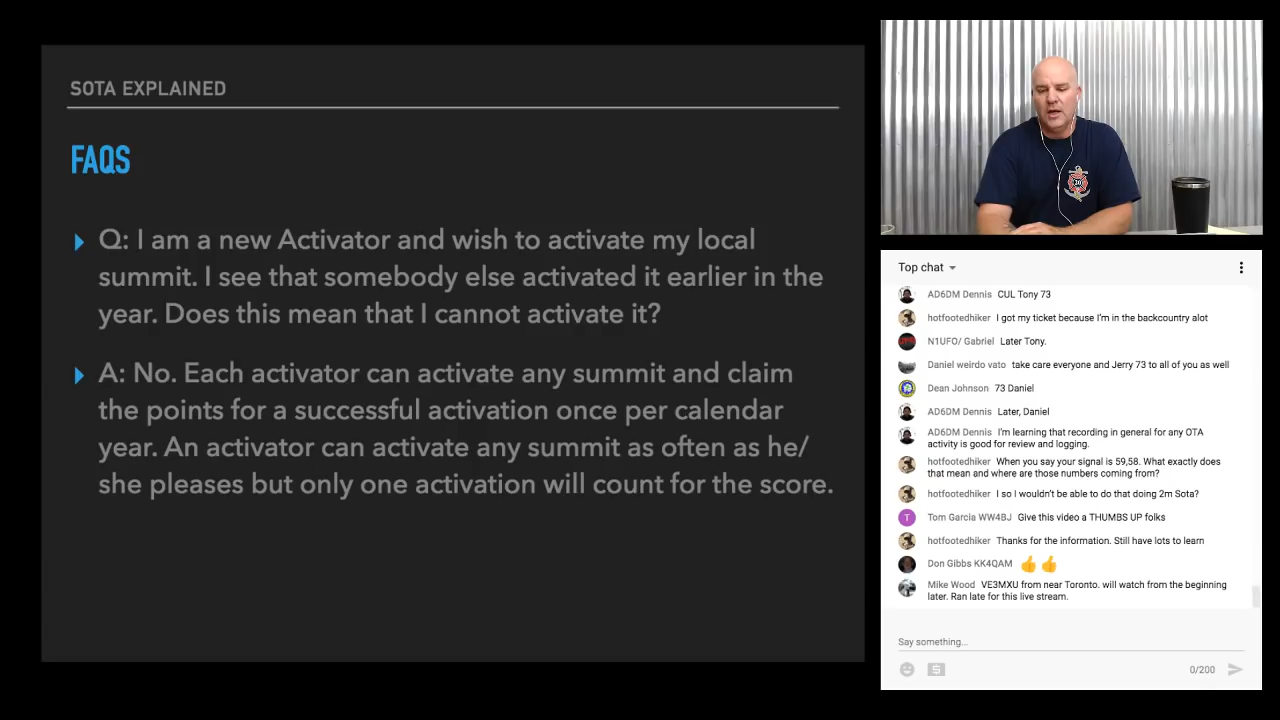 SOTA EXPLAINED
FAQS
Q: I am a new Activator and wish to activate my local
summit. I see that somebody else activated it earlier in the
year. Does this mean that I cannot activate it?
A: No. Each activator can activate any summit and claim
the points for a successful activation once per calendar
year. An activator can activate any summit as often as he/
she pleases but only one activation will count for the score.
Top chat
AD6DM Dennis CUL Tony 73
hotfootedhiker I got my ticket because I'm in the backcountry alot
N1UFO/ Gabriel Later Tony.
Daniel weirdo vato take care everyone and Jerry 73 to all of you as well
Dean Johnson 73 Daniel
AD6DM Dennis Later, Daniel
AD6DM Dennis I'm learning that recording in general for any OTA
activity is good for review and logging.
hotfootedhiker When you say your signal is 59,58. What exactly does
that mean and where are those numbers coming from?
hotfootedhiker I so I wouldn't be able to do that doing 2m Sota?
T
Tom Garcia WW4BJ Give this video a THUMBS UP folks
hotfootedhiker Thanks for the information. Still have lots to learn
Don Gibbs KK4QAM
Mike Wood VE3MXU from near Toronto. will watch from the beginning
later. Ran late for this live stream.
Say something...
0/200